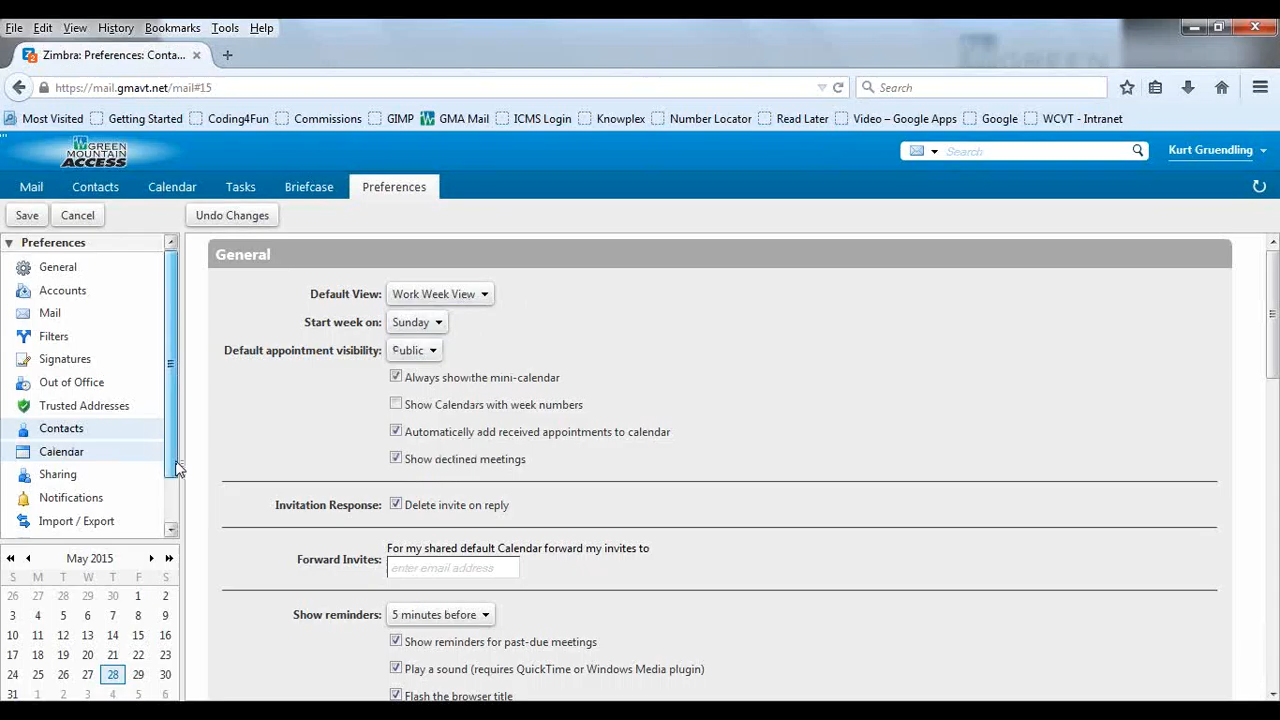 File Edit View History Bookmarks Tools Help
Zimbra: Preferences: Conta...
https://mail.gmavt.net/mail#15
Search
Most Visited Getting Started Coding4Fun Commissions GIMP GMA Mail ICMS Login Knowplex Number Locator Read Later Video – Google Apps Google WCVT - Intranet
GREEN MOUNTAIN ACCESS
Search
Kurt Gruendling
Mail Contacts Calendar Tasks Briefcase Preferences
Save Cancel Undo Changes
Preferences
General
Accounts
Mail
Filters
Signatures
Out of Office
Trusted Addresses
Contacts
Calendar
Sharing
Notifications
Import / Export
May 2015
S M T W T F S
26 27 28 29 30 1 2
3 4 5 6 7 8 9
10 11 12 13 14 15 16
17 18 19 20 21 22 23
24 25 26 27 28 29 30
31 1 2 3 4 5 6
General
Default View: Work Week View
Start week on: Sunday
Default appointment visibility: Public
Always show the mini-calendar
Show Calendars with week numbers
Automatically add received appointments to calendar
Show declined meetings
Invitation Response: Delete invite on reply
For my shared default Calendar forward my invites to
Forward Invites: enter email address
Show reminders: 5 minutes before
Show reminders for past-due meetings
Play a sound (requires QuickTime or Windows Media plugin)
Flash the browser title